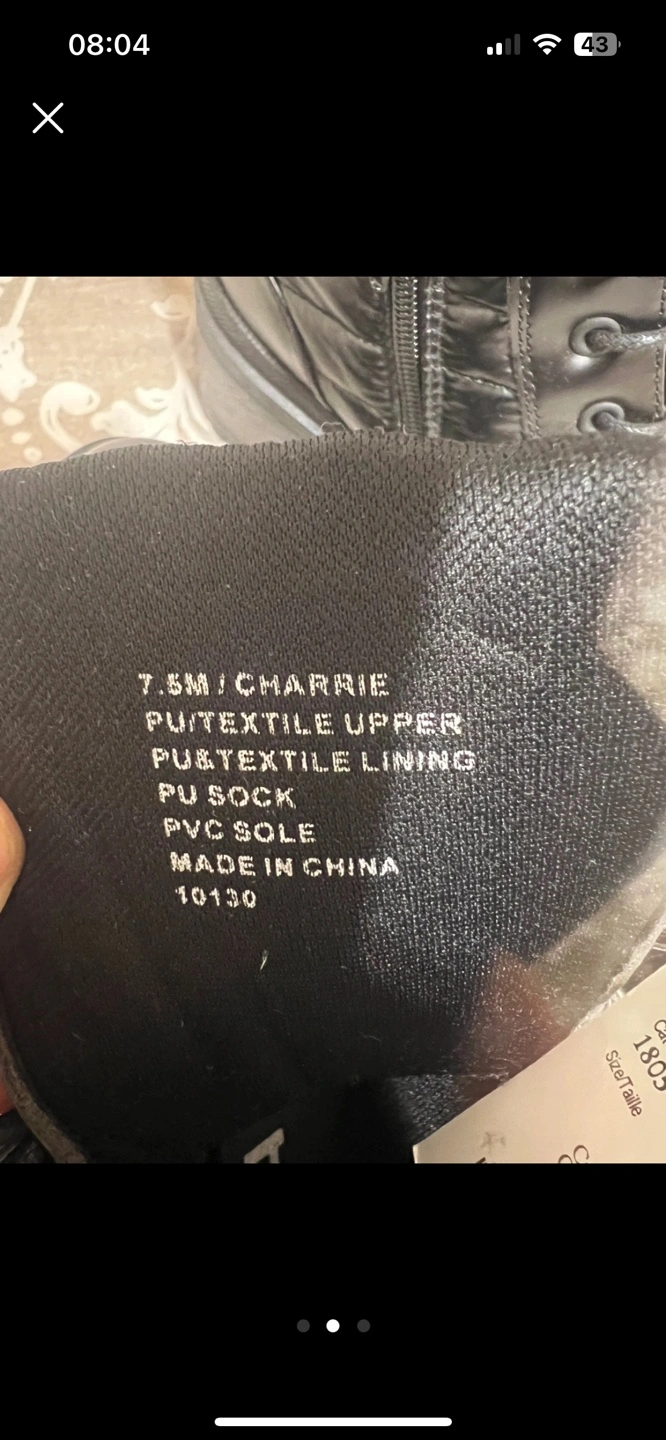 08:04
43
7.5M / CHARRIE
PU/TEXTILE UPPER
PU&TEXTILE LINING
PU SOCK
PVC SOLE
MADE IN CHINA
10130
1805
Size/Taille